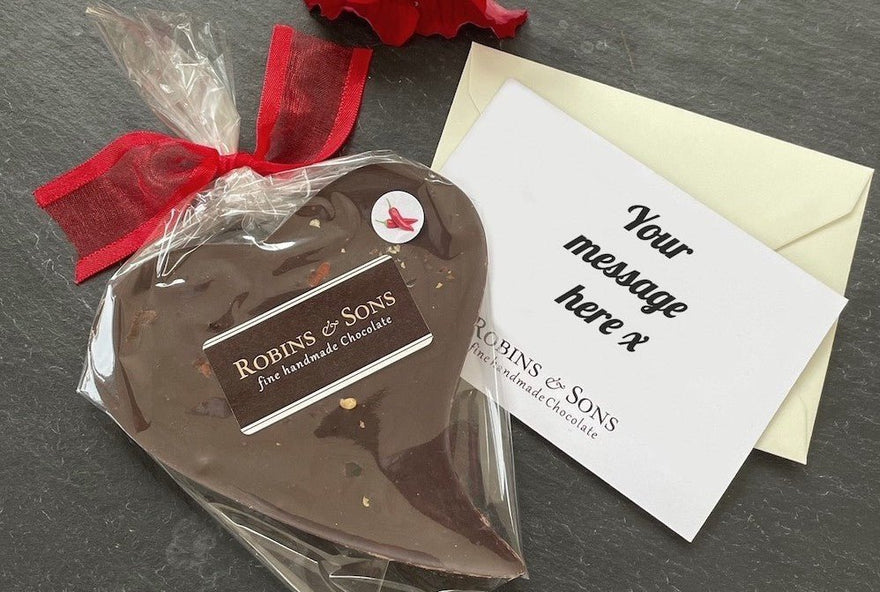 ROBINS & SONS
fine handmade Chocolate
Your
message
here x
ROBINS & SONS
fine handmade Chocolate